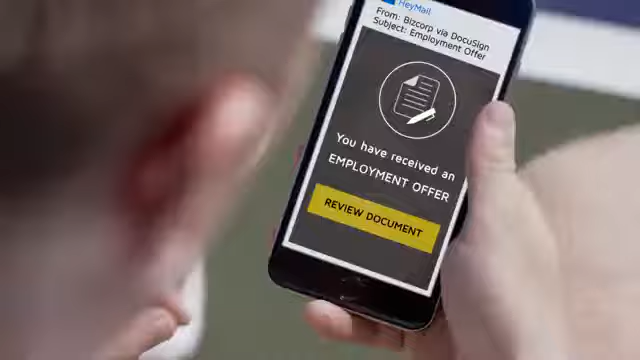 HeyMail
From: Bizcorp via DocuSign
Subject: Employment Offer
You have received an
EMPLOYMENT OFFER
REVIEW DOCUMENT